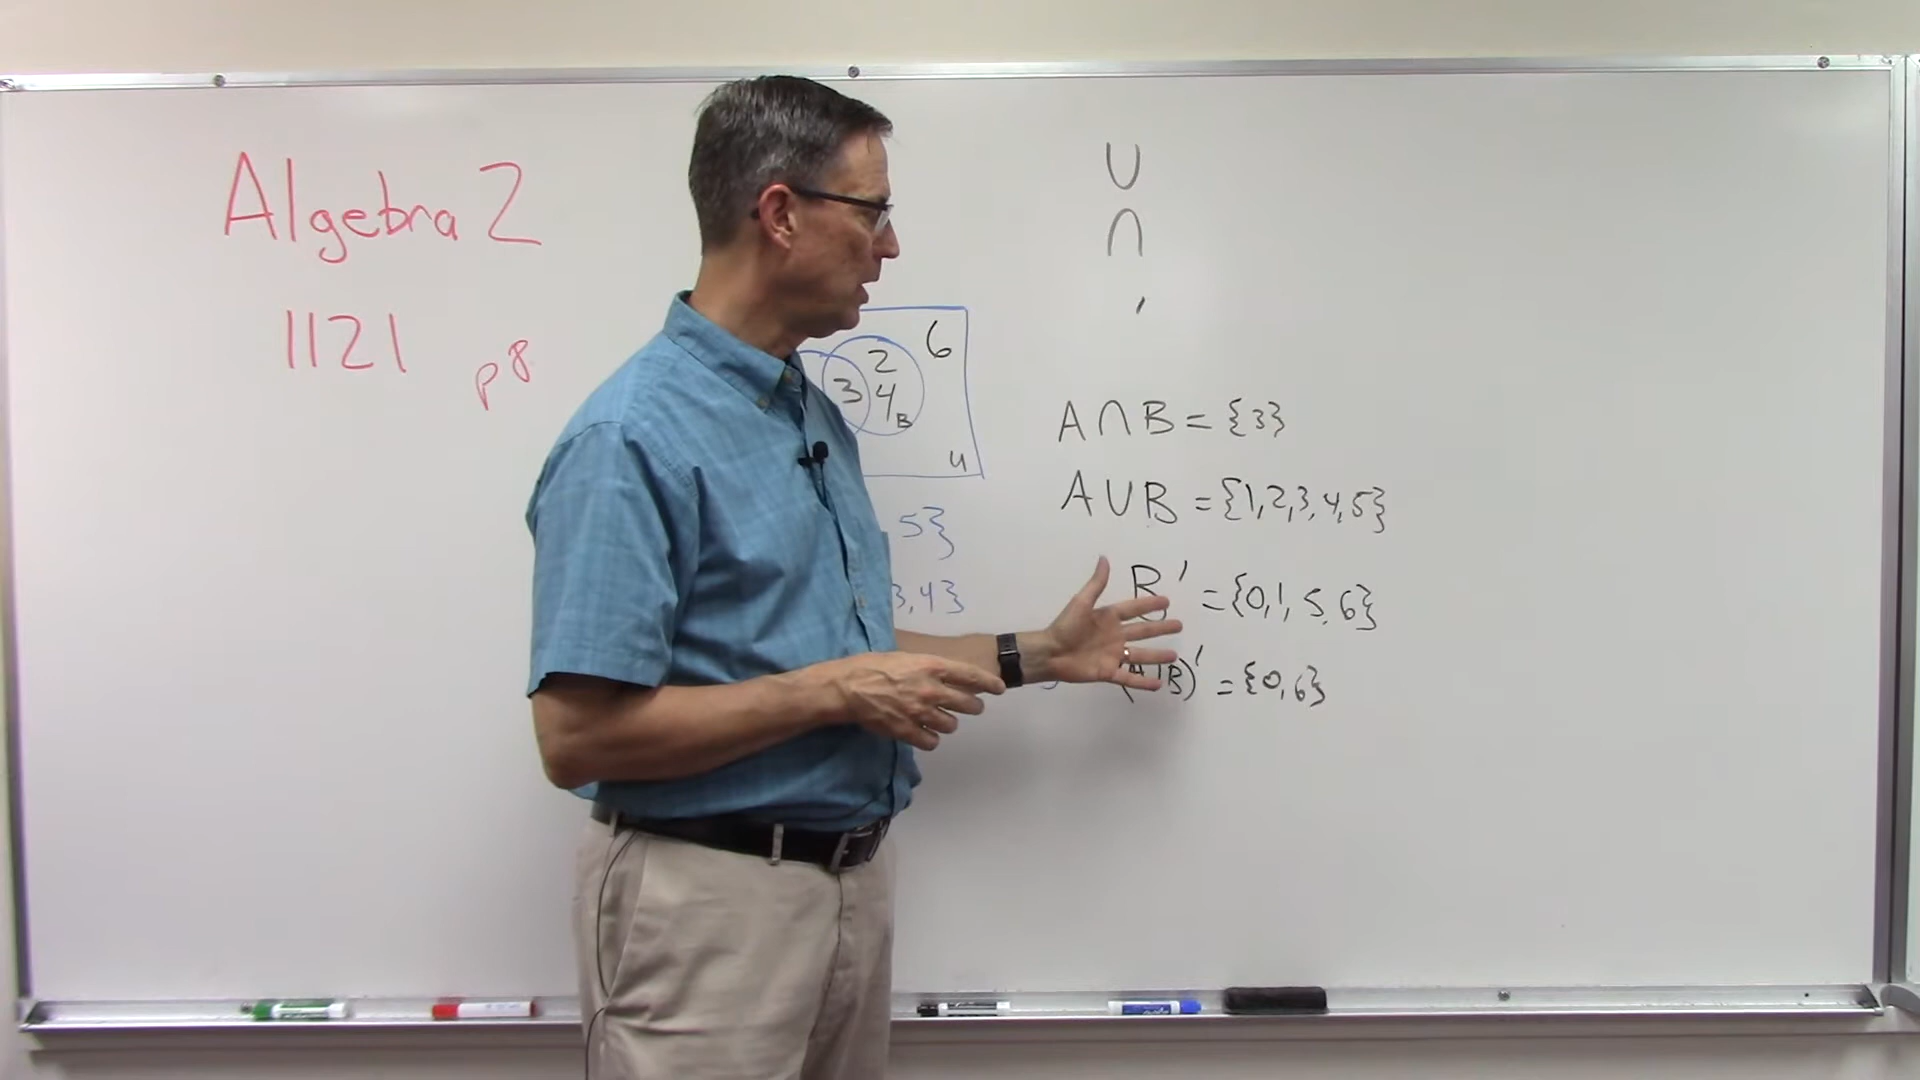 Algebra 2
1121 p8
∪
∩
′
6
2
3 4
B
u
5}
3,4}
A∩B = {3}
A∪B = {1,2,3,4,5}
B′ = {0,1,5,6}
B)′ = {0,6}